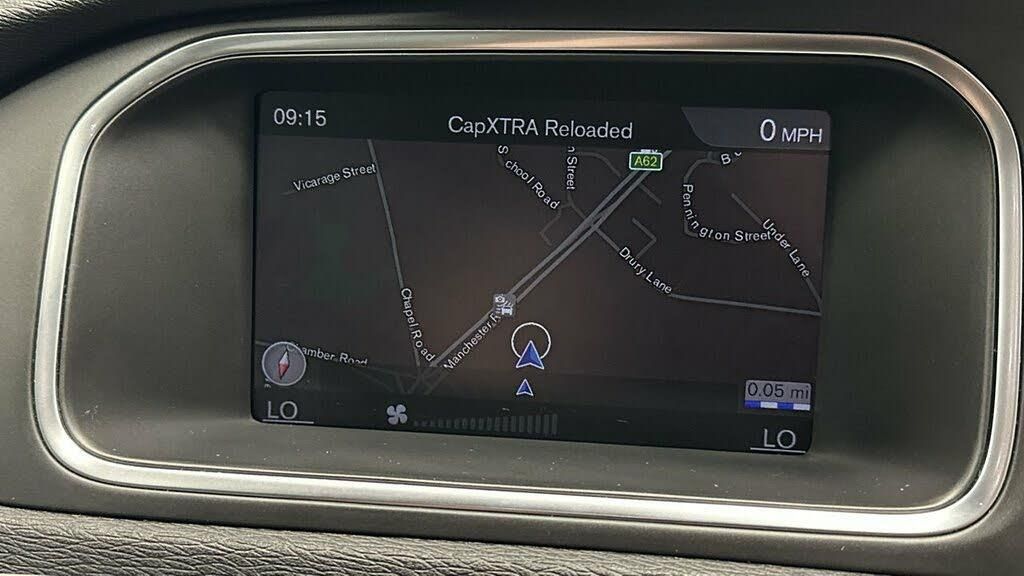 09:15
CapXTRA Reloaded
0 MPH
A62
Vicarage Street
School Road
Street
Pennington Street
Under Lane
Drury Lane
Chapel Road
Manchester
amber Road
0.05 mi
LO
LO